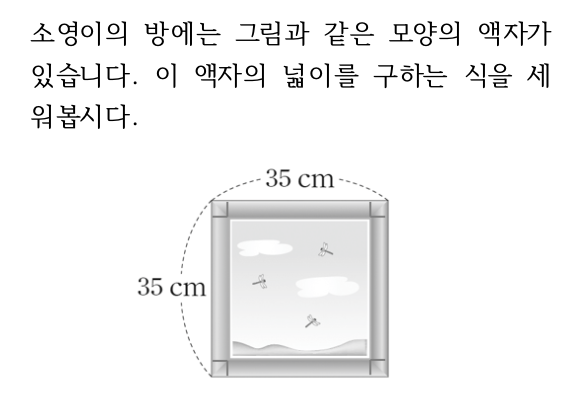 소영이의 방에는 그림과 같은 모양의 액자가
있습니다. 이 액자의 넓이를 구하는 식을 세
워봅시다.
35 cm
35 cm